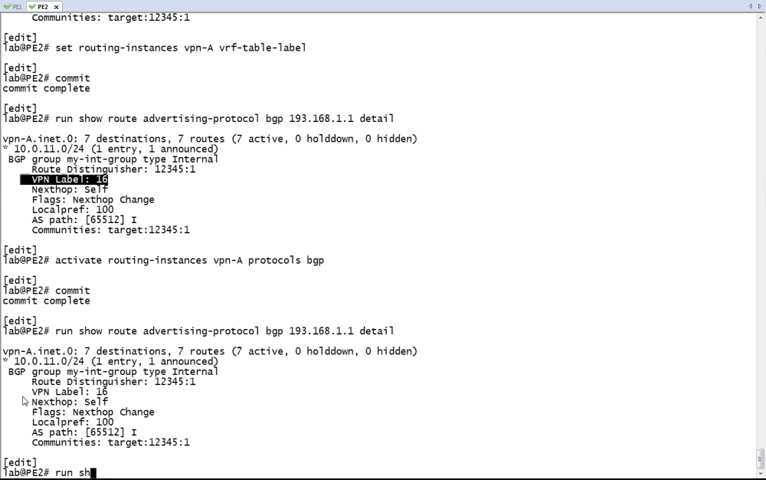 PE1 PE2
Communities: target:12345:1
[edit]
lab@PE2# set routing-instances vpn-A vrf-table-label
[edit]
lab@PE2# commit
commit complete
[edit]
lab@PE2# run show route advertising-protocol bgp 193.168.1.1 detail
vpn-A.inet.0: 7 destinations, 7 routes (7 active, 0 holddown, 0 hidden)
* 10.0.11.0/24 (1 entry, 1 announced)
BGP group my-int-group type Internal
Route Distinguisher: 12345:1
VPN Label: 16
Nexthop: Self
Flags: Nexthop Change
Localpref: 100
AS path: [65512] I
Communities: target:12345:1
[edit]
lab@PE2# activate routing-instances vpn-A protocols bgp
[edit]
lab@PE2# commit
commit complete
[edit]
lab@PE2# run show route advertising-protocol bgp 193.168.1.1 detail
vpn-A.inet.0: 7 destinations, 7 routes (7 active, 0 holddown, 0 hidden)
* 10.0.11.0/24 (1 entry, 1 announced)
BGP group my-int-group type Internal
Route Distinguisher: 12345:1
VPN Label: 16
Nexthop: Self
Flags: Nexthop Change
Localpref: 100
AS path: [65512] I
Communities: target:12345:1
[edit]
lab@PE2# run sh